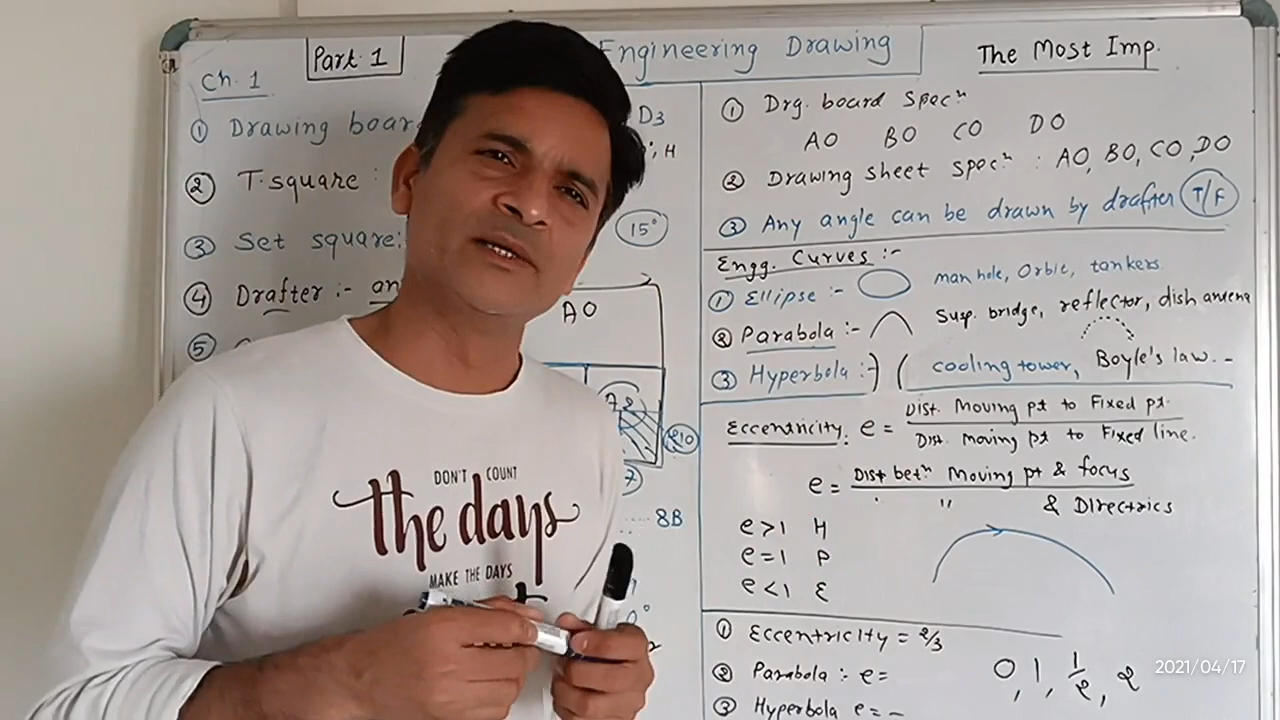 Part 1
Engineering Drawing
The Most Imp.
Ch. 1
① Drawing board
② T. square :
③ Set square:
④ Drafter :- an
⑤
D3
H
15°
A0
8B
① Drg. board specⁿ
A0 B0 C0 D0
② Drawing sheet specⁿ : A0, B0, C0, D0
③ Any angle can be drawn by drafter T/F
Engg. Curves :-
① Ellipse :- man hole, Orbit, tankers.
② Parabola :- Susp. bridge, reflector, dish antena
③ Hyperbola :- cooling tower, Boyle's law..-
Eccentricity. e = Dist. Moving pt to Fixed pt.
Dist. Moving pt to Fixed line.
e = Dist betⁿ Moving pt & focus
' " & Directrics
e>1 H
e=1 P
e<1 E
① Eccentricity = 2/3
② Parabola :- e= 0, 1, 1/2, 2
③ Hyperbola e = -
DON'T COUNT
the days
MAKE THE DAYS
2021/04/17